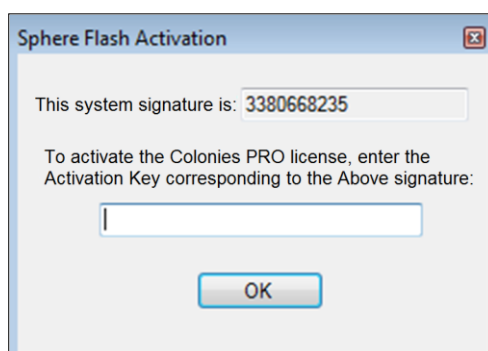 Sphere Flash Activation
This system signature is: 3380668235
To activate the Colonies PRO license, enter the
Activation Key corresponding to the Above signature:
OK